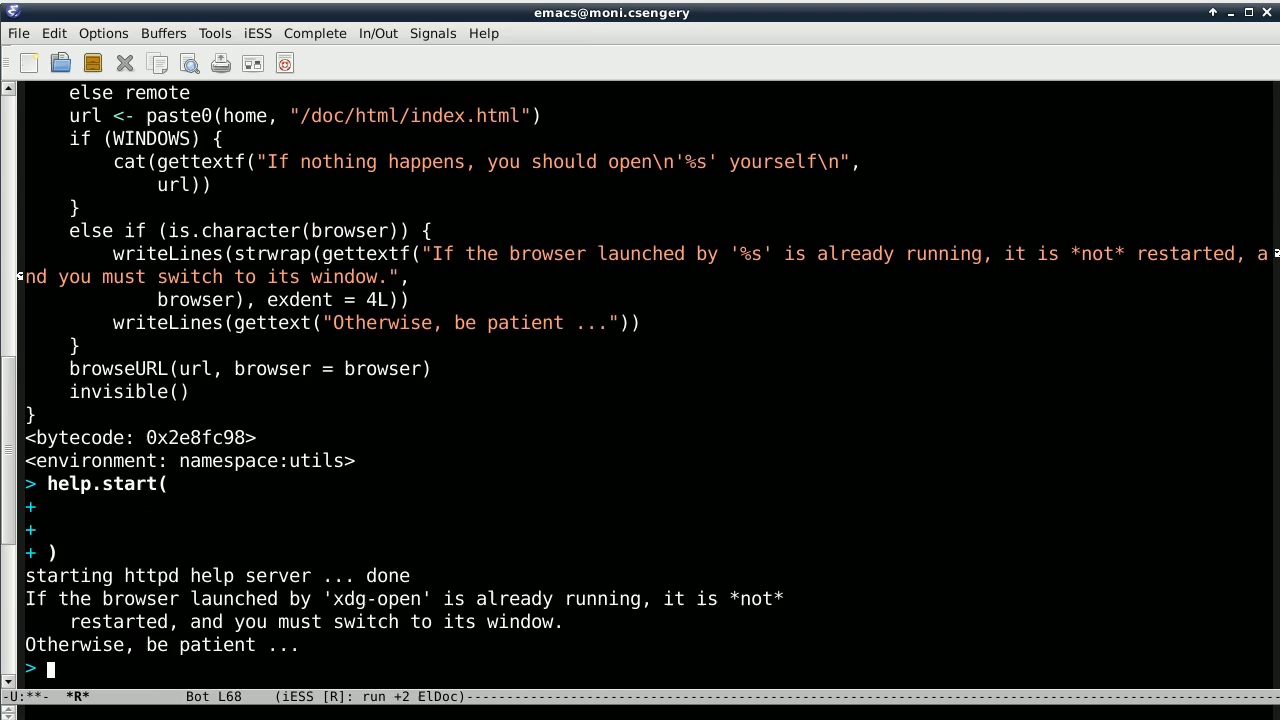 emacs@moni.csengery
File Edit Options Buffers Tools iESS Complete In/Out Signals Help
    else remote
    url <- paste0(home, "/doc/html/index.html")
    if (WINDOWS) {
        cat(gettextf("If nothing happens, you should open\n'%s' yourself\n",
            url))
    }
    else if (is.character(browser)) {
        writeLines(strwrap(gettextf("If the browser launched by '%s' is already running, it is *not* restarted, a
nd you must switch to its window.",
            browser), exdent = 4L))
        writeLines(gettext("Otherwise, be patient ..."))
    }
    browseURL(url, browser = browser)
    invisible()
}
<bytecode: 0x2e8fc98>
<environment: namespace:utils>
> help.start(
+
+
+ )
starting httpd help server ... done
If the browser launched by 'xdg-open' is already running, it is *not*
    restarted, and you must switch to its window.
Otherwise, be patient ...
>
-U:**-  *R*            Bot L68    (iESS [R]: run +2 ElDoc)--------------------------------------------------------------------------